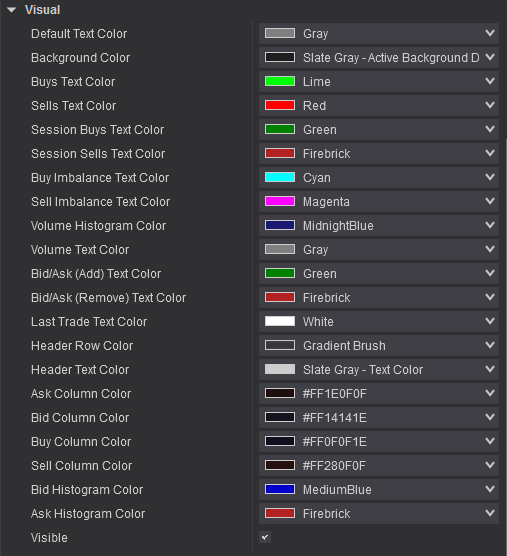 Visual
Default Text Color Gray
Background Color Slate Gray - Active Background D
Buys Text Color Lime
Sells Text Color Red
Session Buys Text Color Green
Session Sells Text Color Firebrick
Buy Imbalance Text Color Cyan
Sell Imbalance Text Color Magenta
Volume Histogram Color MidnightBlue
Volume Text Color Gray
Bid/Ask (Add) Text Color Green
Bid/Ask (Remove) Text Color Firebrick
Last Trade Text Color White
Header Row Color Gradient Brush
Header Text Color Slate Gray - Text Color
Ask Column Color #FF1E0F0F
Bid Column Color #FF14141E
Buy Column Color #FF0F0F1E
Sell Column Color #FF280F0F
Bid Histogram Color MediumBlue
Ask Histogram Color Firebrick
Visible